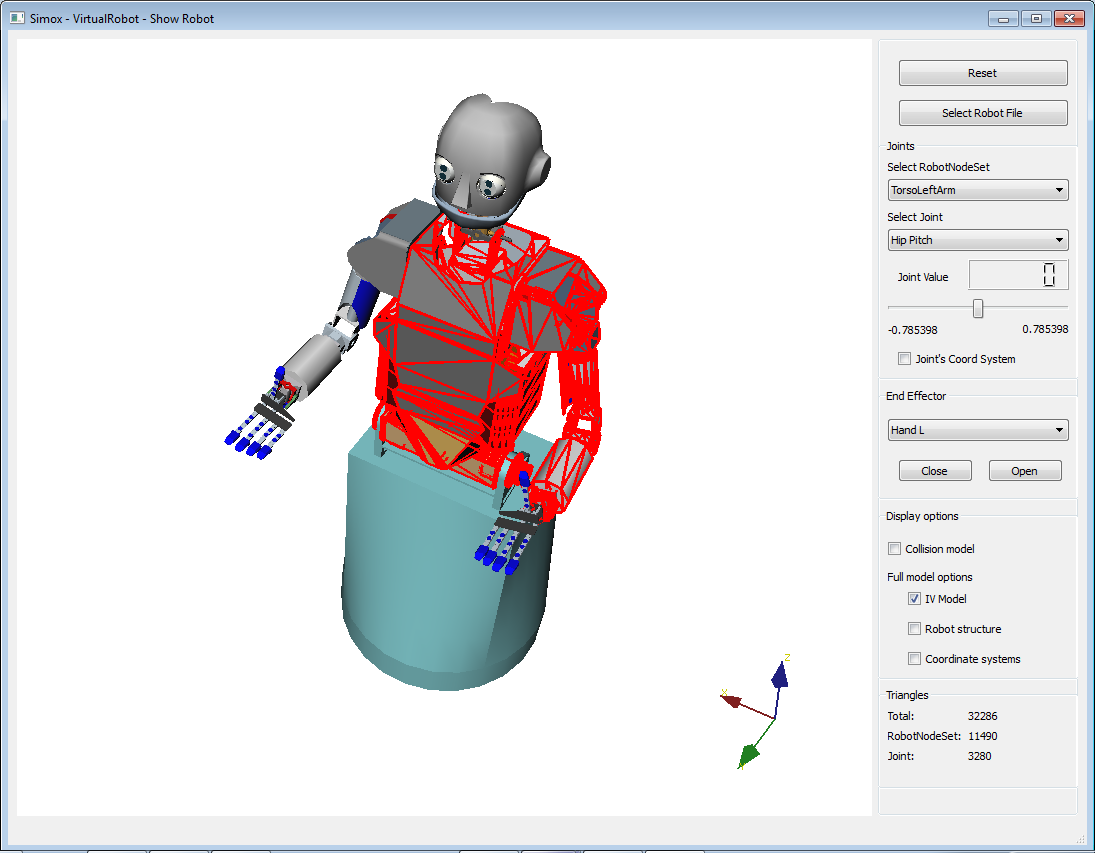 Simox - VirtualRobot - Show Robot
Reset
Select Robot File
Joints
Select RobotNodeSet
TorsoLeftArm
Select Joint
Hip Pitch
Joint Value 0
-0.785398 0.785398
Joint's Coord System
End Effector
Hand L
Close Open
Display options
Collision model
Full model options
IV Model
Robot structure
Coordinate systems
Triangles
Total: 32286
RobotNodeSet: 11490
Joint: 3280
Z
X
Y